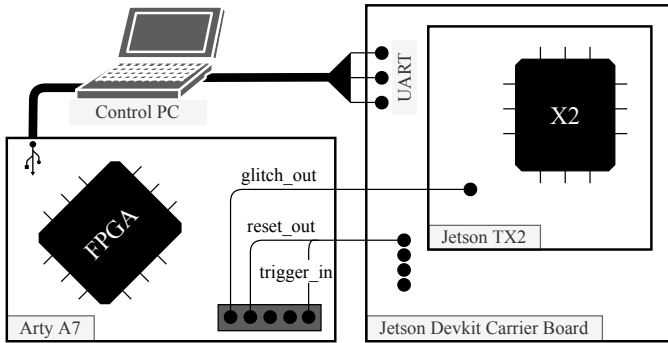 Control PC
UART
X2
glitch_out
FPGA
reset_out
Jetson TX2
trigger_in
Arty A7
Jetson Devkit Carrier Board